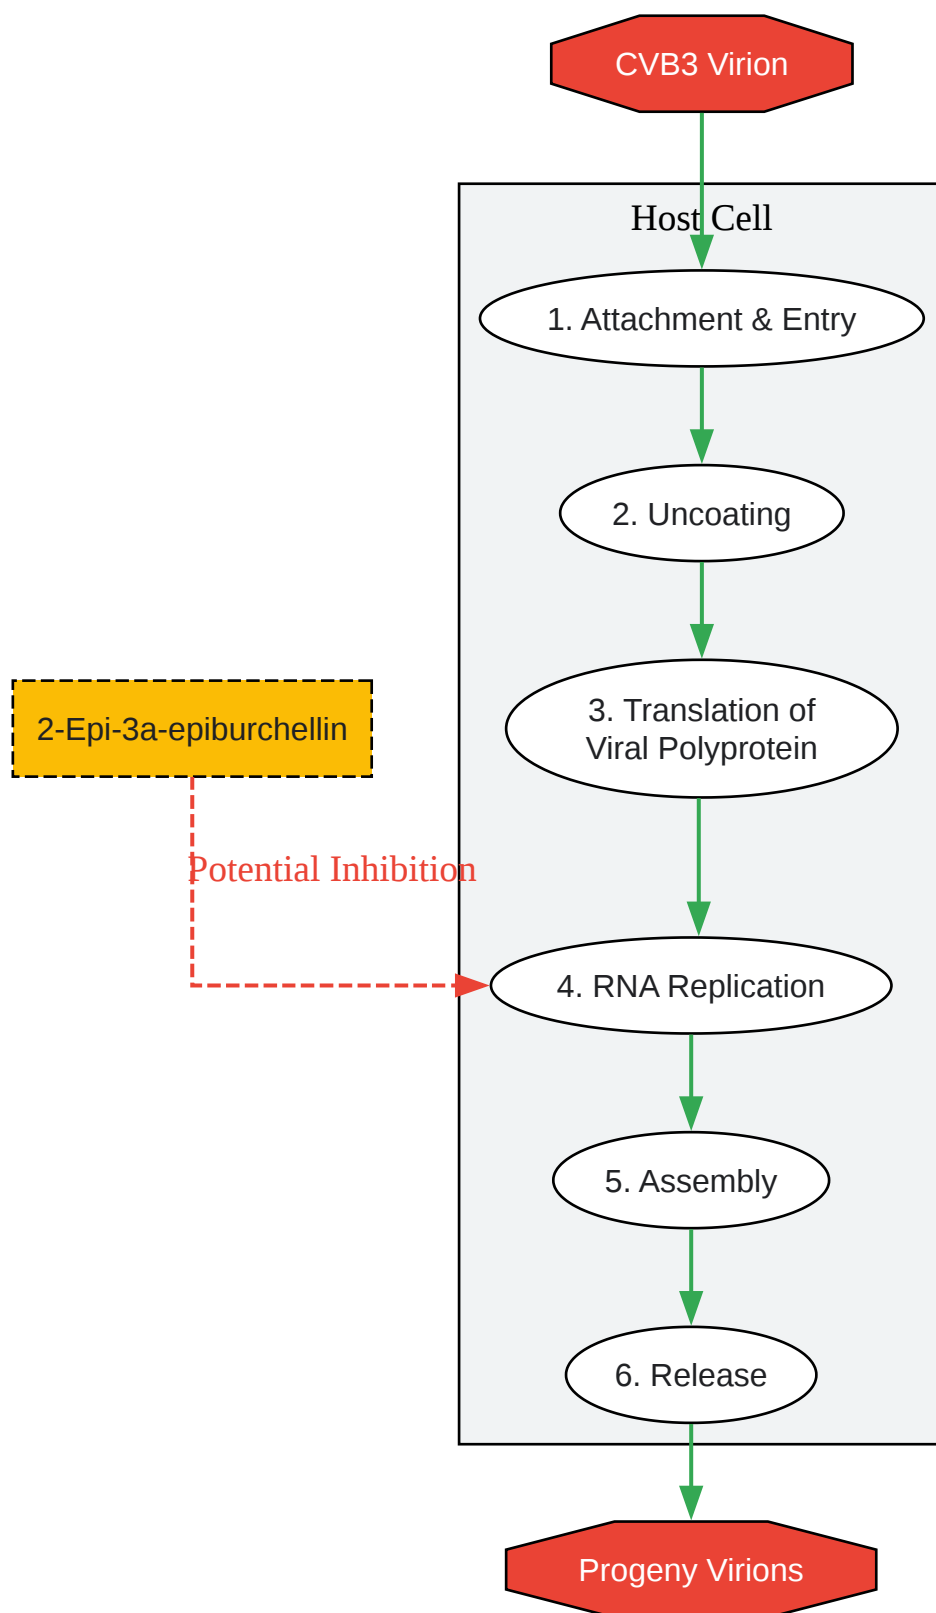 CVB3 Virion
Host Cell
1. Attachment & Entry
2. Uncoating
3. Translation of
Viral Polyprotein
2-Epi-3a-epiburchellin
Potential Inhibition
4. RNA Replication
5. Assembly
6. Release
Progeny Virions